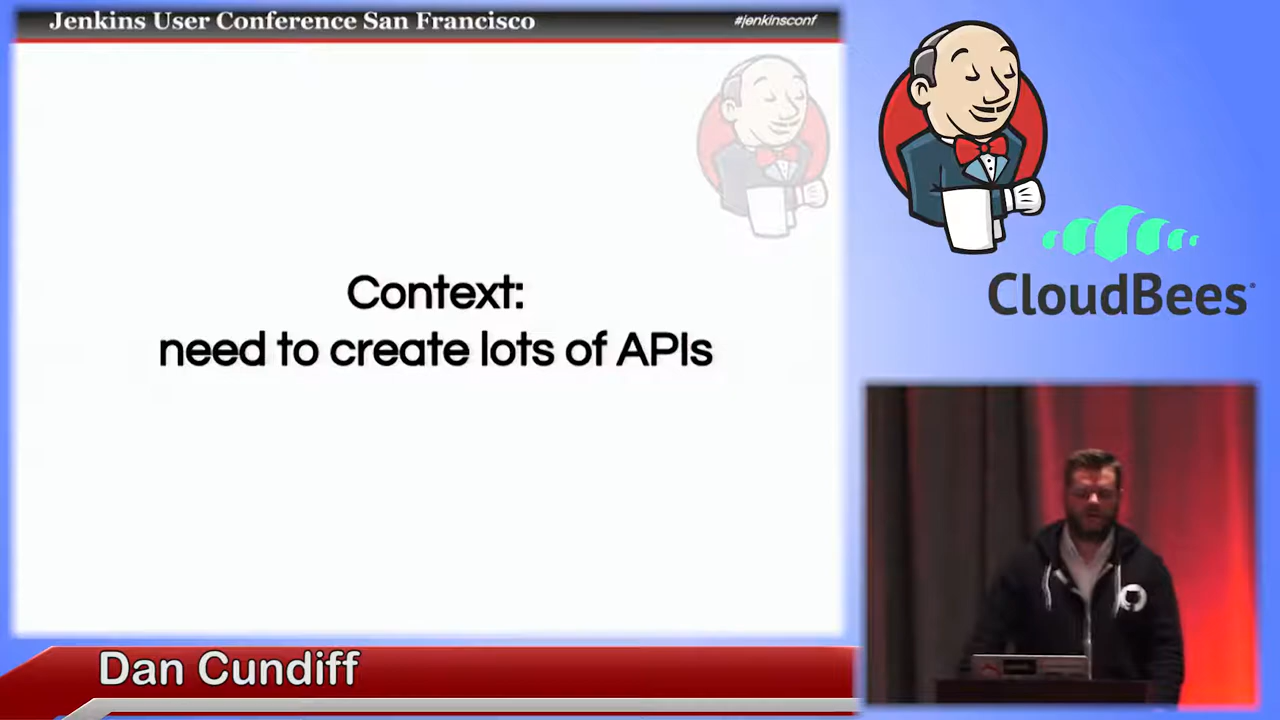 Jenkins User Conference San Francisco
#jenkinsconf
Context:
need to create lots of APIs
CloudBees
Dan Cundiff